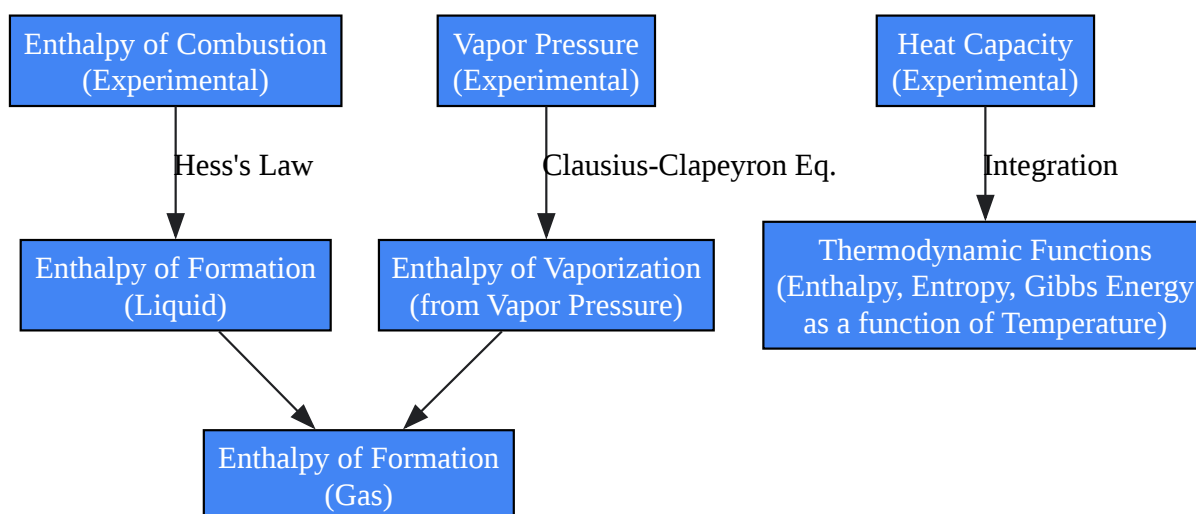 Enthalpy of Combustion
(Experimental)
Vapor Pressure
(Experimental)
Heat Capacity
(Experimental)
Hess's Law
Clausius-Clapeyron Eq.
Integration
Enthalpy of Formation
(Liquid)
Enthalpy of Vaporization
(from Vapor Pressure)
Thermodynamic Functions
(Enthalpy, Entropy, Gibbs Energy
as a function of Temperature)
Enthalpy of Formation
(Gas)